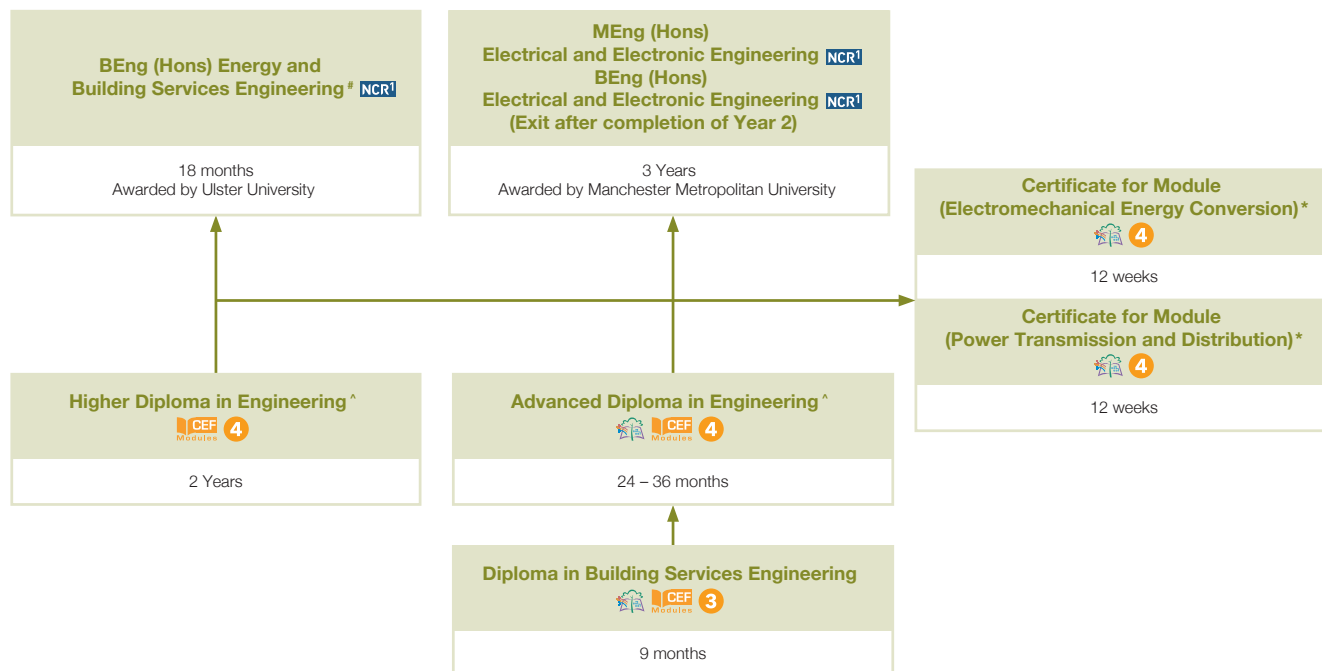 BEng (Hons) Energy and
Building Services Engineering # NCR1
18 months
Awarded by Ulster University
MEng (Hons)
Electrical and Electronic Engineering NCR1
BEng (Hons)
Electrical and Electronic Engineering NCR1
(Exit after completion of Year 2)
3 Years
Awarded by Manchester Metropolitan University
Certificate for Module
(Electromechanical Energy Conversion)*
4
12 weeks
Certificate for Module
(Power Transmission and Distribution)*
4
12 weeks
Higher Diploma in Engineering ^
CEF Modules 4
2 Years
Advanced Diploma in Engineering ^
CEF Modules 4
24 – 36 months
Diploma in Building Services Engineering
CEF Modules 3
9 months